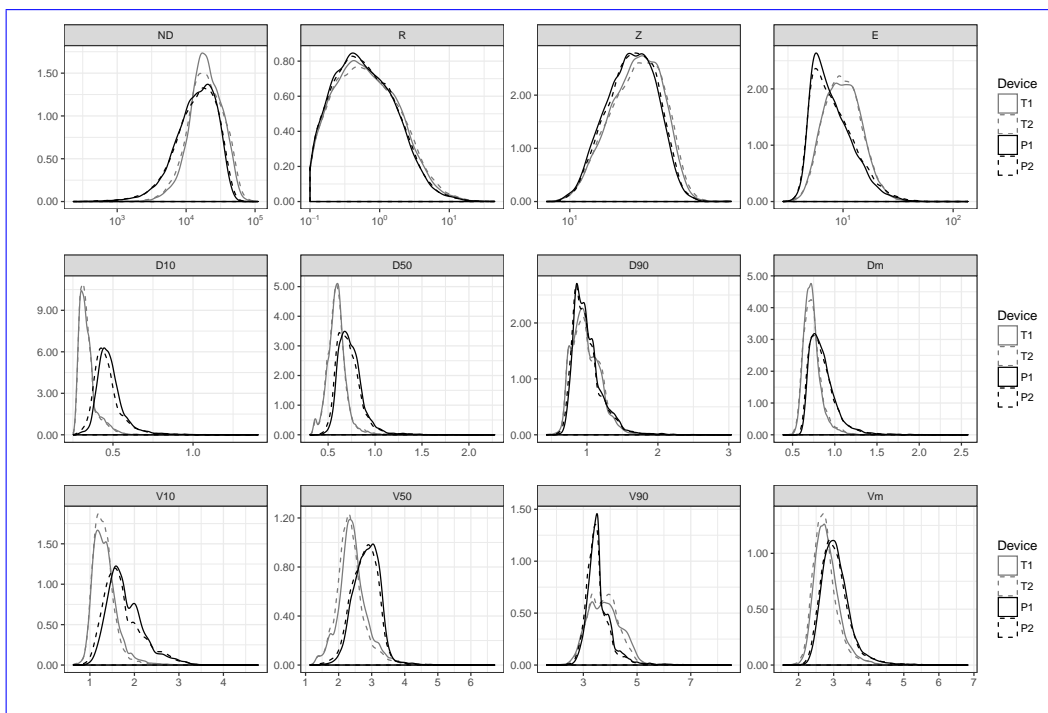 ND R Z E
1.50 1.00 0.50 0.00
10³ 10⁴ 10⁵
0.80 0.60 0.40 0.20 0.00
10⁻¹ 10⁰ 10¹
2.00 1.00 0.00
10¹
2.00 1.00 0.00
10¹ 10²
Device
T1
T2
P1
P2
D10 D50 D90 Dm
9.00 6.00 3.00 0.00
0.5 1.0
5.00 4.00 3.00 2.00 1.00 0.00
0.5 1.0 1.5 2.0
2.00 1.00 0.00
1 2 3
5.00 4.00 3.00 2.00 1.00 0.00
0.5 1.0 1.5 2.0 2.5
Device
T1
T2
P1
P2
V10 V50 V90 Vm
1.50 1.00 0.50 0.00
1 2 3 4
1.20 0.80 0.40 0.00
1 2 3 4 5 6
1.50 1.00 0.50 0.00
3 5 7
1.00 0.50 0.00
2 3 4 5 6 7
Device
T1
T2
P1
P2